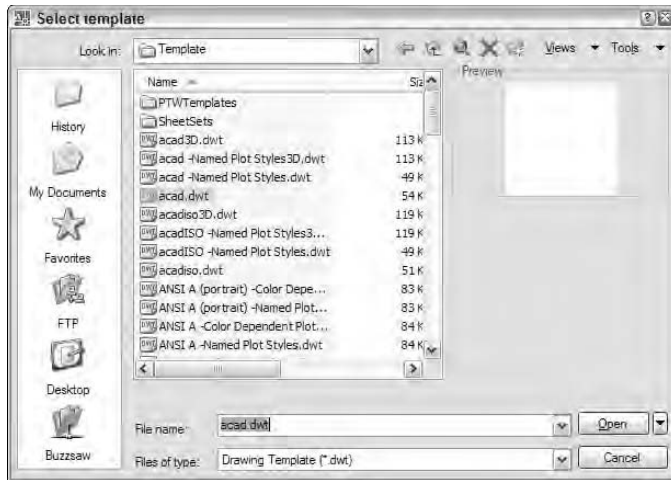 Select template
Look in: Template Views Tools
Name Siz Preview
PTWTemplates
SheetSets
acad3D.dwt 113 K
acad -Named Plot Styles3D.dwt 113 K
acad -Named Plot Styles.dwt 49 K
acad.dwt 54 K
acadiso3D.dwt 119 K
acadISO -Named Plot Styles3... 119 K
acadISO -Named Plot Styles.dwt 49 K
acadiso.dwt 51 K
ANSI A (portrait) -Color Depe... 83 K
ANSI A (portrait) -Named Plot... 83 K
ANSI A -Color Dependent Plot... 84 K
ANSI A -Named Plot Styles.dwt 84 K
History
My Documents
Favorites
FTP
Desktop
Buzzsaw
File name: acad.dwt Open
Files of type: Drawing Template (*.dwt) Cancel